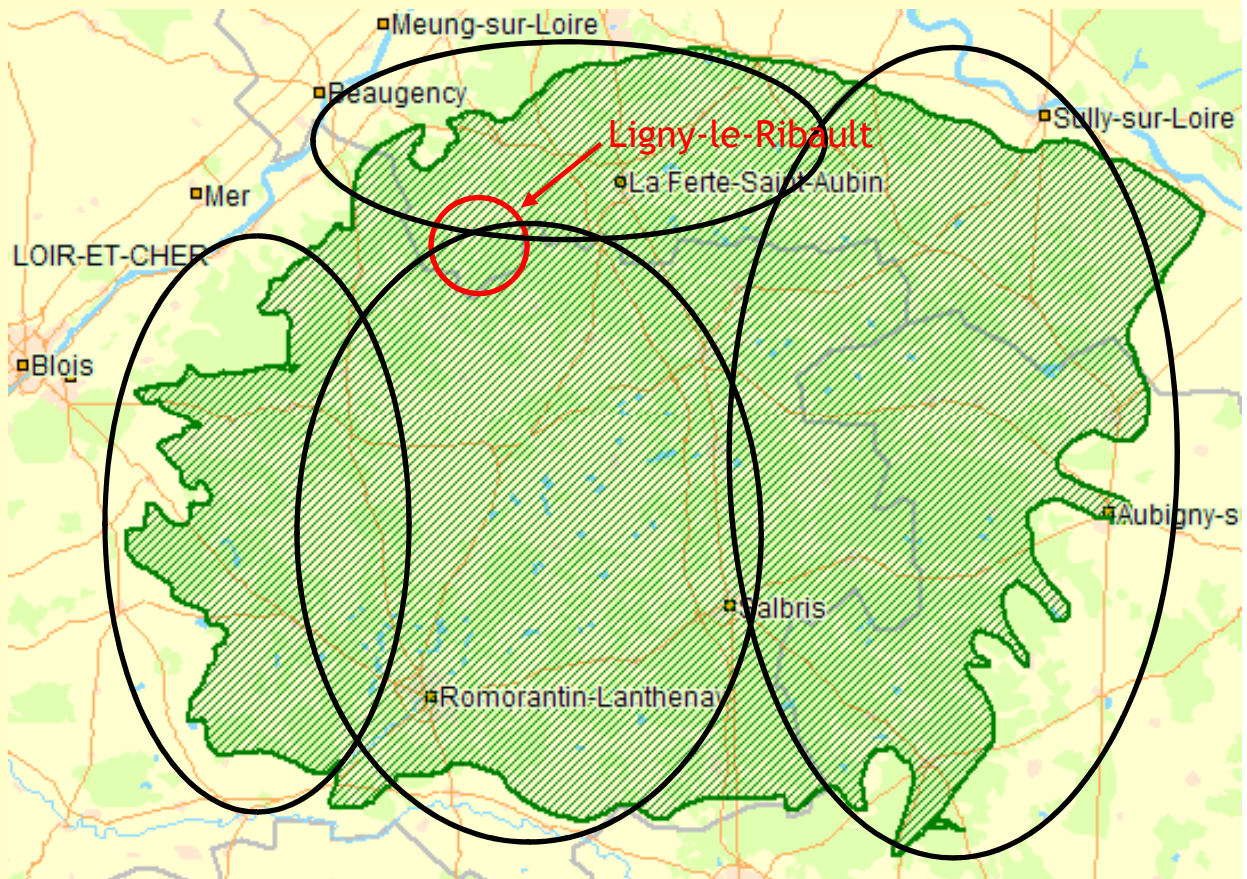 Meung-sur-Loire
Beaugency
Sully-sur-Loire
Ligny-le-Ribault
La Ferte-Saint-Aubin
Mer
LOIR-ET-CHER
Blois
Aubigny-s
Salbris
Romorantin-Lanthenay